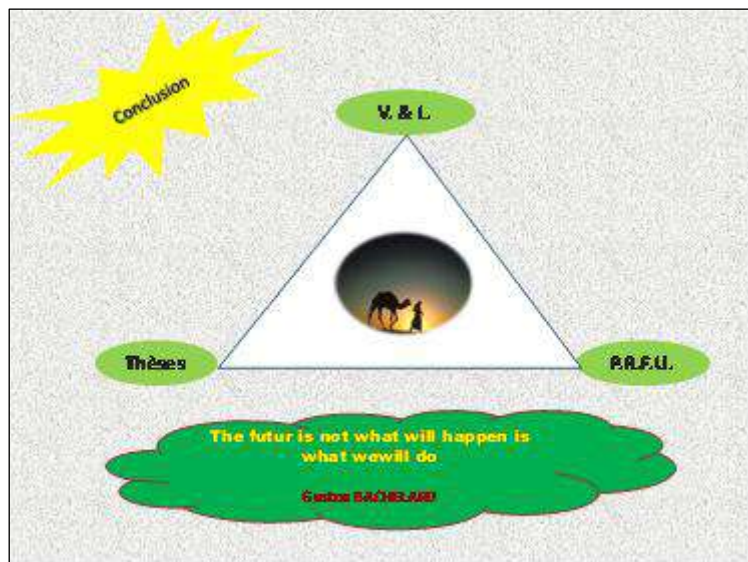 Conclusion
V. & L.
Thèses
P.R.F.U.
The futur is not what will happen is
what wewill do
Gaston BACHELARD